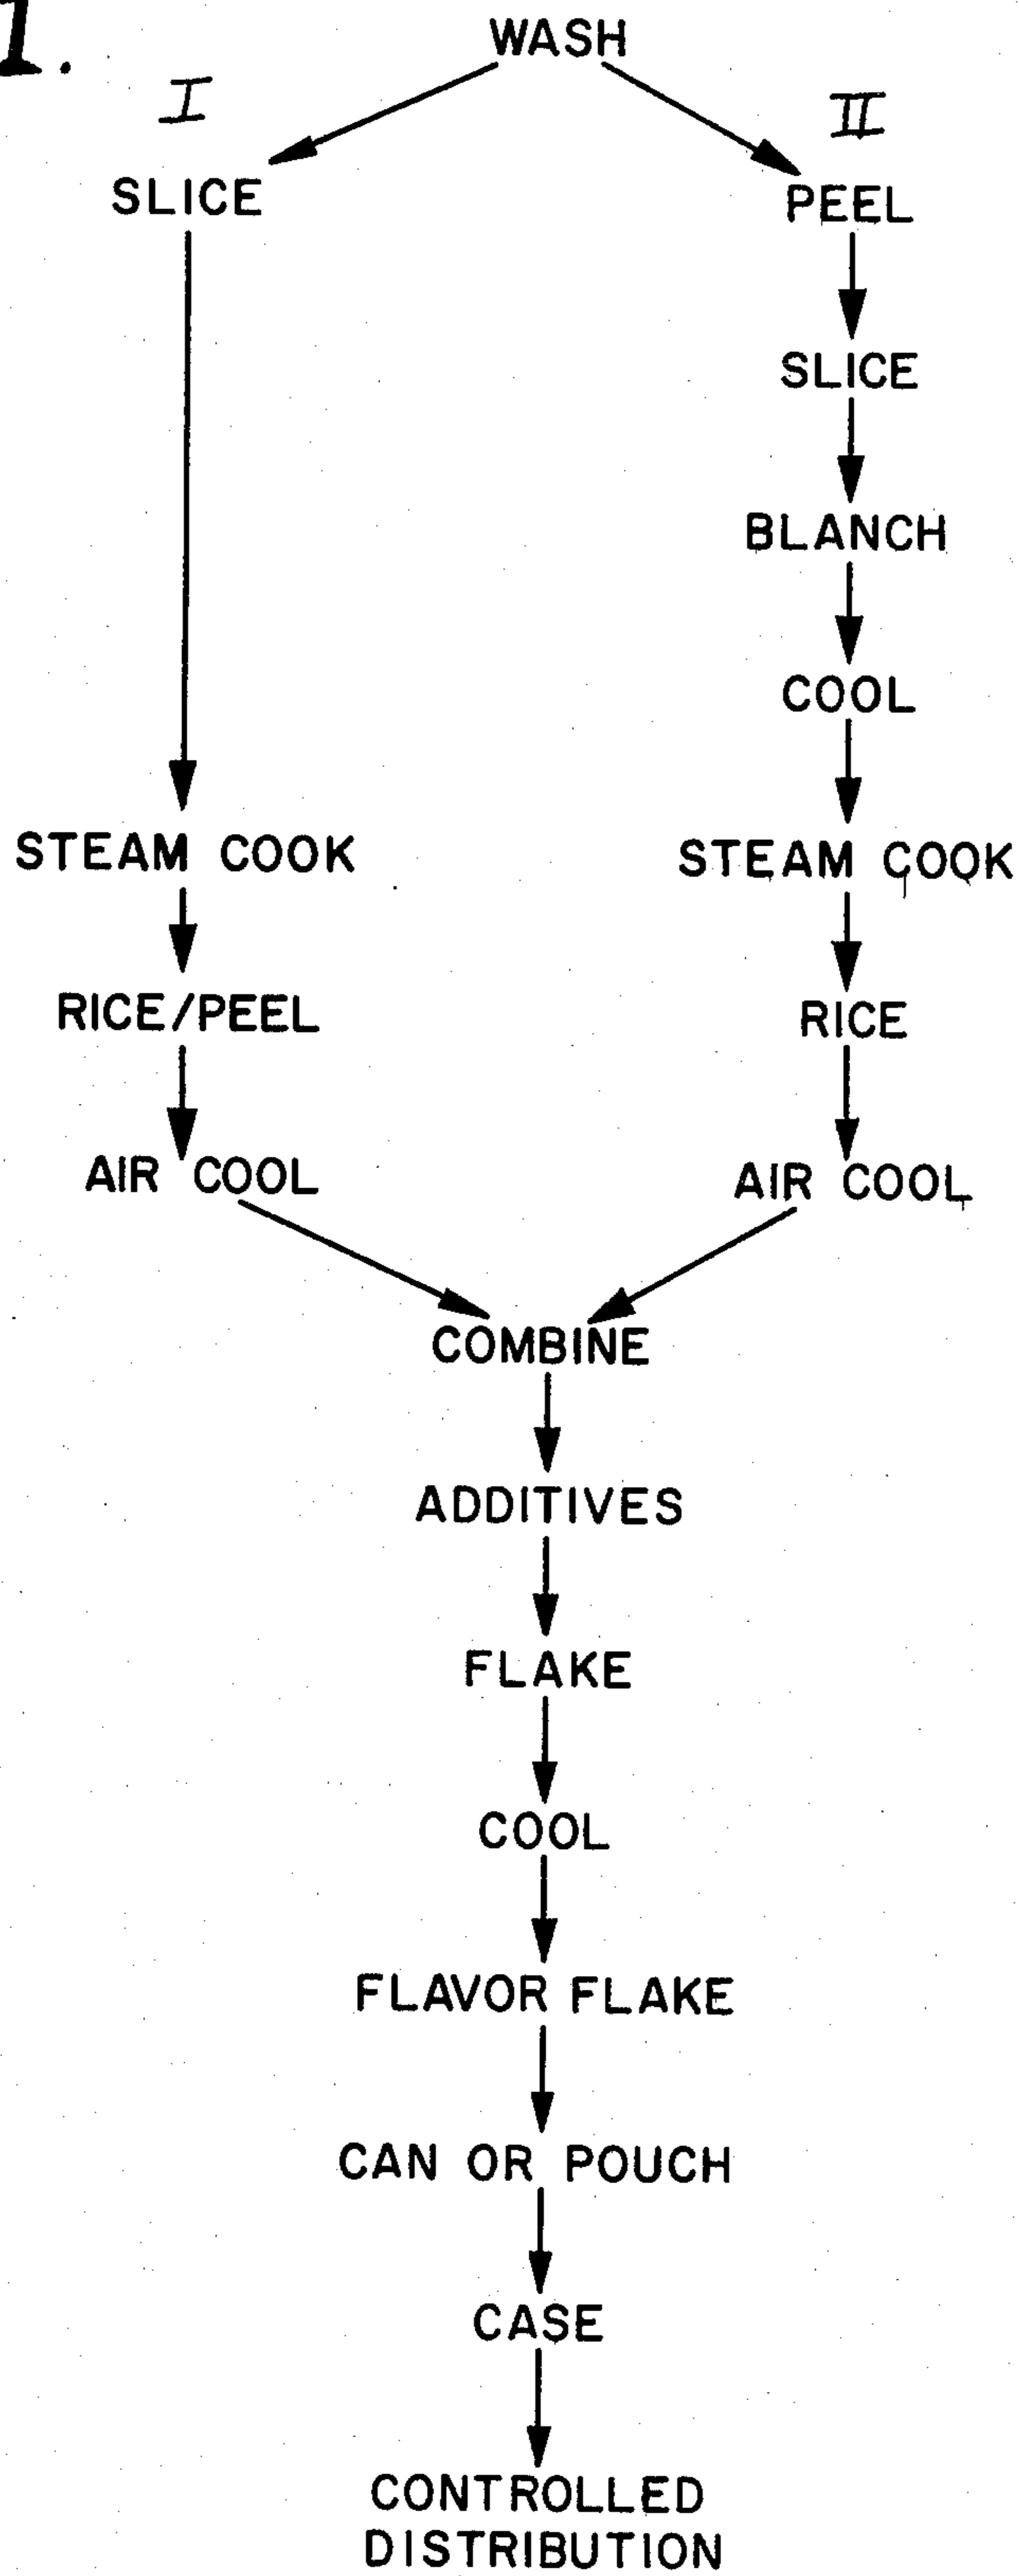 1.
WASH
I
II
SLICE
PEEL
SLICE
BLANCH
COOL
STEAM COOK
STEAM COOK
RICE/PEEL
RICE
AIR COOL
AIR COOL
COMBINE
ADDITIVES
FLAKE
COOL
FLAVOR FLAKE
CAN OR POUCH
CASE
CONTROLLED
DISTRIBUTION